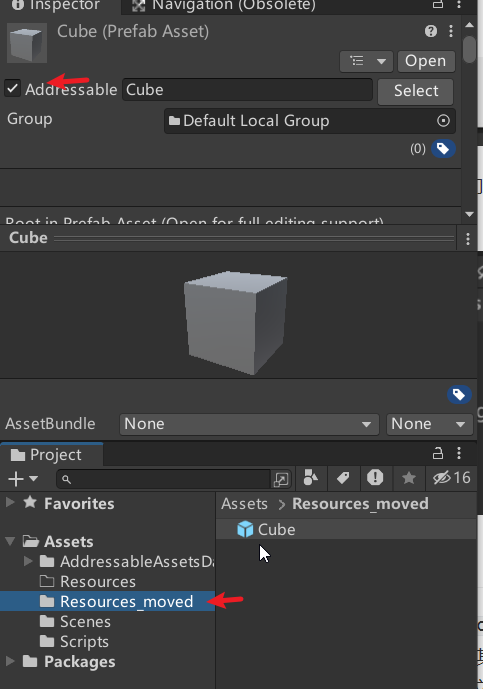 Inspector Navigation (Obsolete)
Cube (Prefab Asset)
Open
Addressable Cube Select
Group Default Local Group
(0)
Root in Prefab Asset (Open for full editing support)
Cube
AssetBundle None None
Project
16
Favorites
Assets > Resources_moved
Cube
Assets
AddressableAssetsDa
Resources
Resources_moved
Scenes
Scripts
Packages